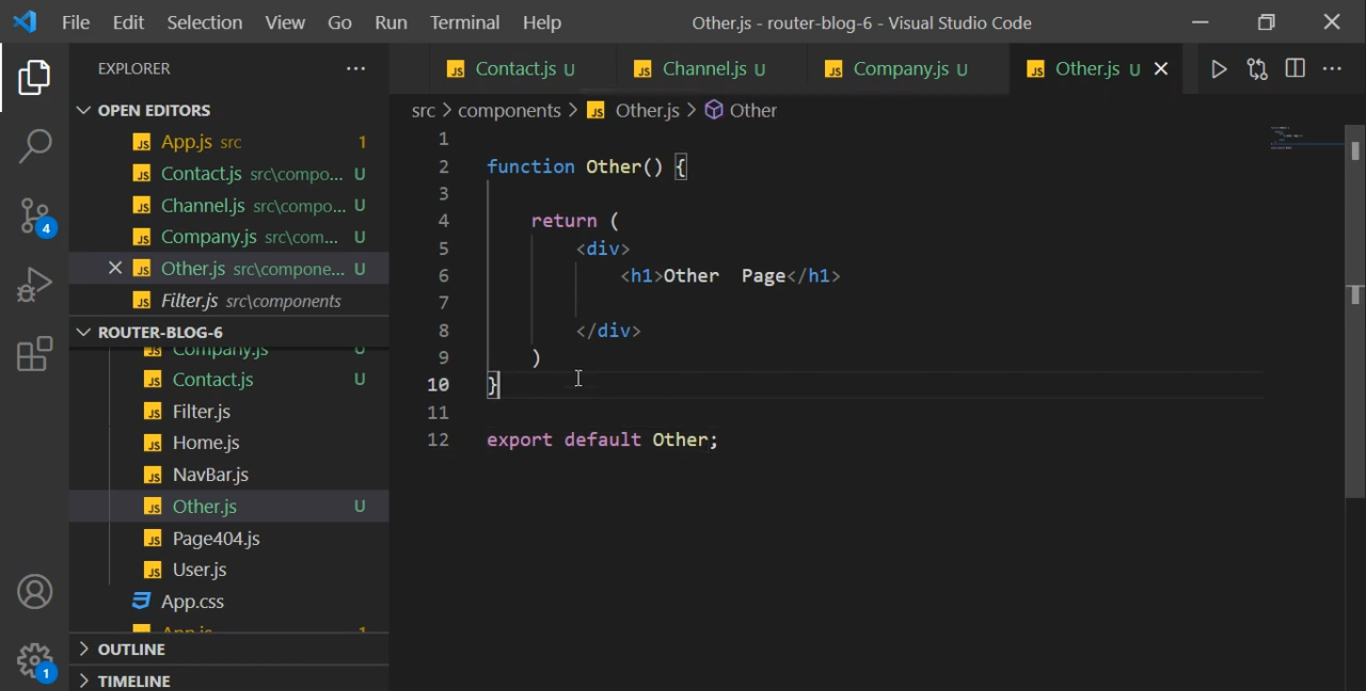 File Edit Selection View Go Run Terminal Help Other.js - router-blog-6 - Visual Studio Code
EXPLORER ...
Contact.js U Channel.js U Company.js U Other.js U
OPEN EDITORS
src > components > JS Other.js > Other
JS App.js src 1
JS Contact.js src\compo... U
JS Channel.js src\compo... U
JS Company.js src\com... U
JS Other.js src\compone... U
JS Filter.js src\components
ROUTER-BLOG-6
JS Company.js U
JS Contact.js U
JS Filter.js
JS Home.js
JS NavBar.js
JS Other.js U
JS Page404.js
JS User.js
App.css
App.js 1
OUTLINE
TIMELINE
4
1
1
2 function Other() {
3
4 return (
5 <div>
6 <h1>Other  Page</h1>
7
8 </div>
9 )
10 }
11
12 export default Other;